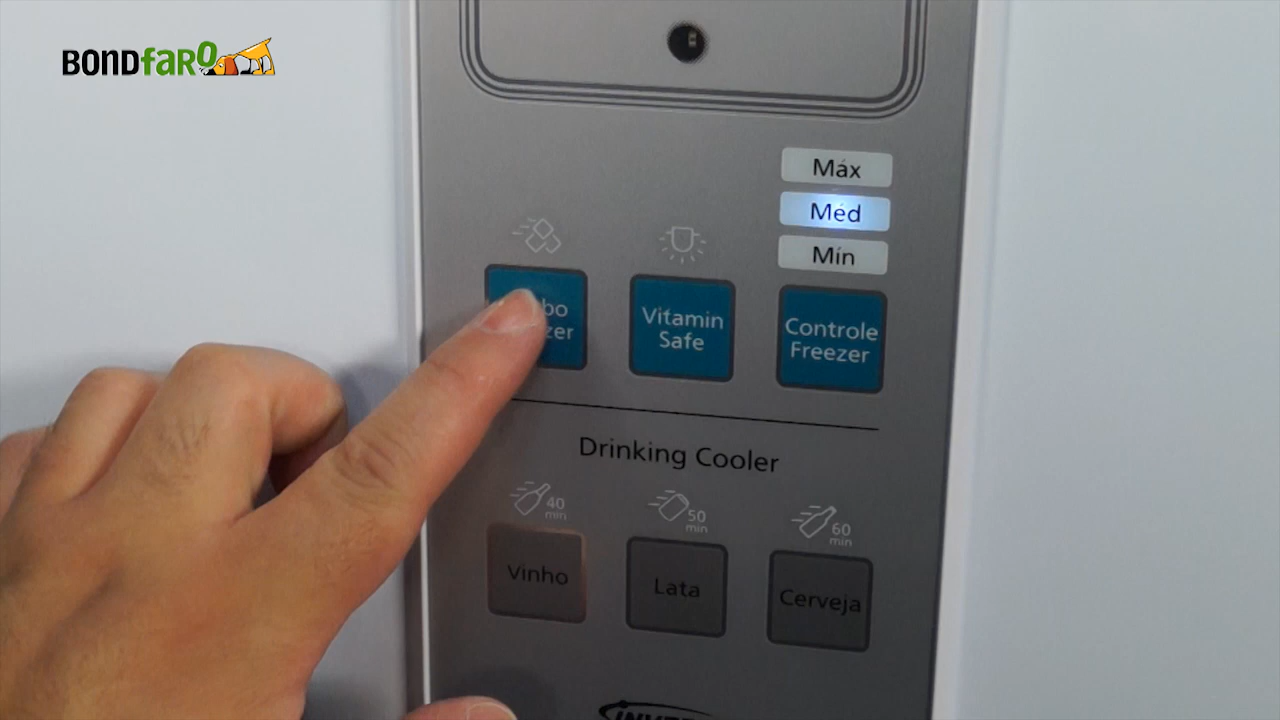 BONDFARO
Máx
Méd
Mín
Vitamin
Safe
Controle
Freezer
Drinking Cooler
40
min
50
min
60
min
Vinho
Lata
Cerveja